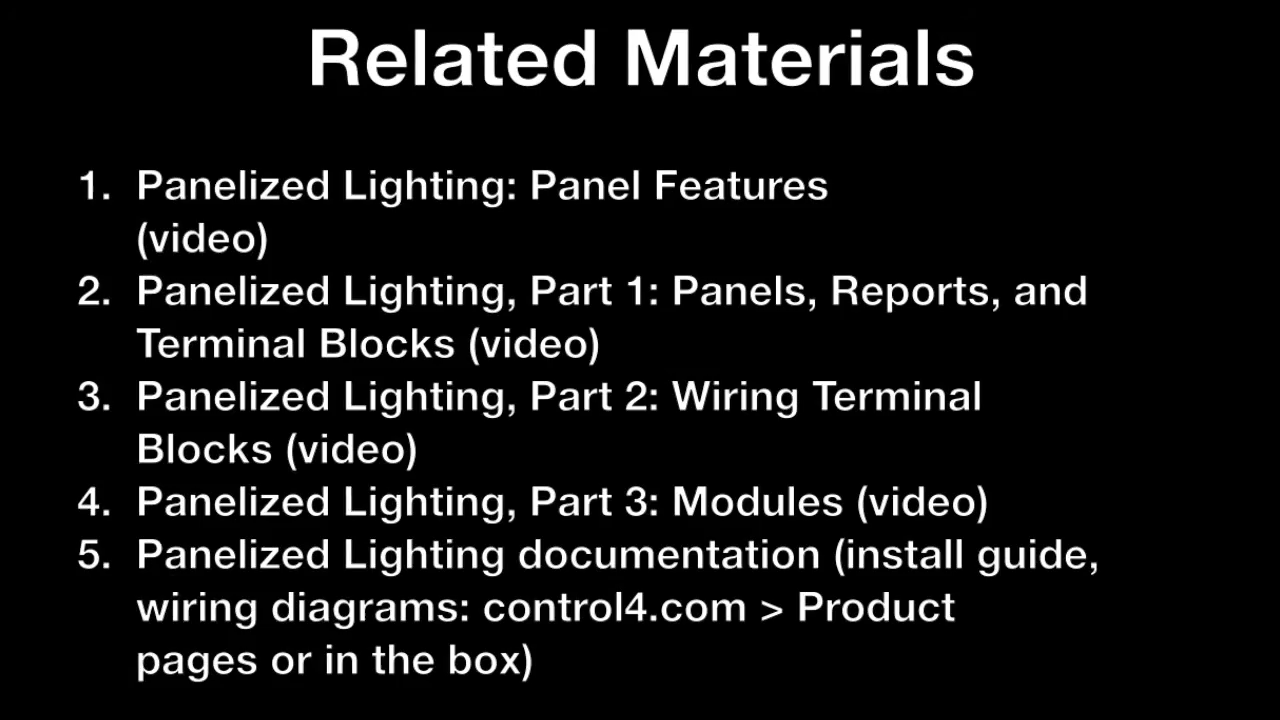 Related Materials
1. Panelized Lighting: Panel Features
(video)
2. Panelized Lighting, Part 1: Panels, Reports, and
Terminal Blocks (video)
3. Panelized Lighting, Part 2: Wiring Terminal
Blocks (video)
4. Panelized Lighting, Part 3: Modules (video)
5. Panelized Lighting documentation (install guide,
wiring diagrams: control4.com > Product
pages or in the box)